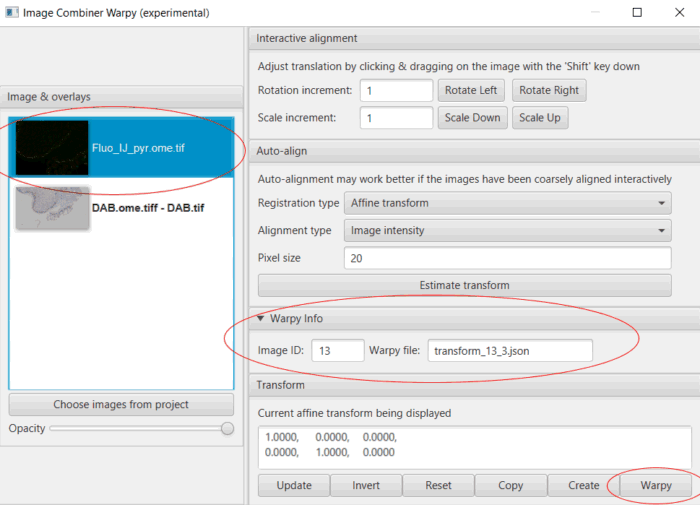 Image Combiner Warpy (experimental)
Image & overlays
Fluo_IJ_pyr.ome.tif
DAB.ome.tiff - DAB.tif
Choose images from project
Opacity
Interactive alignment
Adjust translation by clicking & dragging on the image with the 'Shift' key down
Rotation increment: 1 Rotate Left Rotate Right
Scale increment: 1 Scale Down Scale Up
Auto-align
Auto-alignment may work better if the images have been coarsely aligned interactively
Registration type Affine transform
Alignment type Image intensity
Pixel size 20
Estimate transform
Warpy Info
Image ID: 13 Warpy file: transform_13_3.json
Transform
Current affine transform being displayed
1.0000, 0.0000, 0.0000,
0.0000, 1.0000, 0.0000
Update Invert Reset Copy Create Warpy